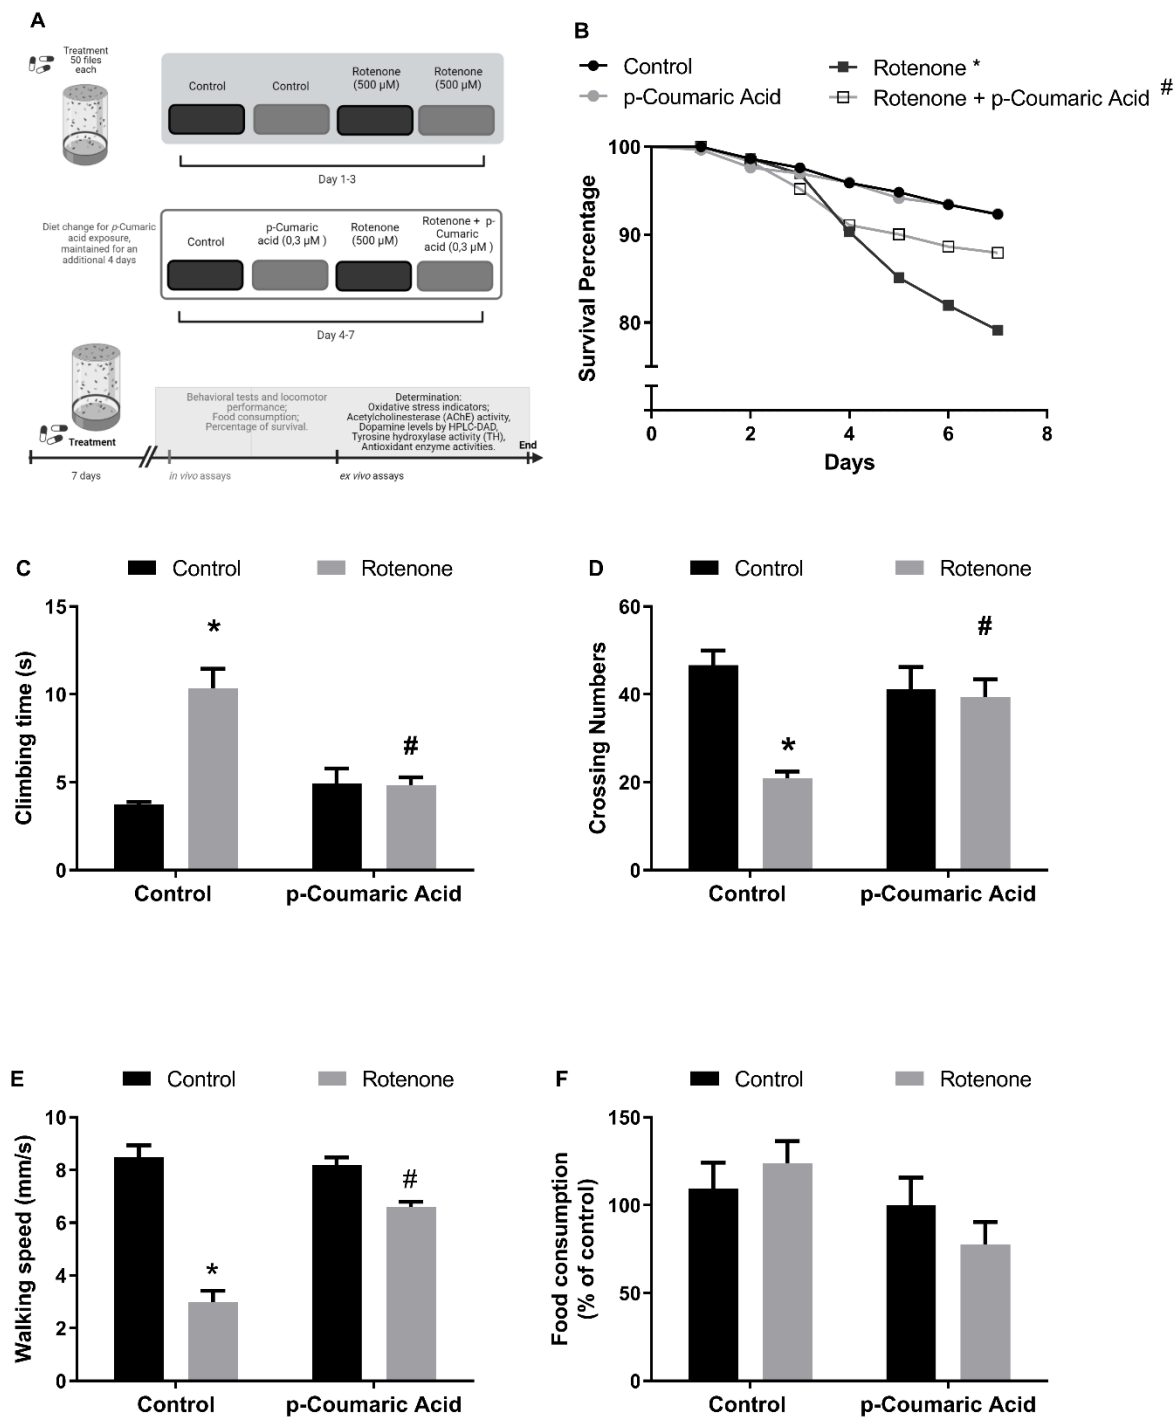 A
Treatment
50 files
each
Control
Control
Rotenone
(500 µM)
Rotenone
(500 µM)
Day 1-3
Diet change for p-Cumaric
acid exposure,
maintained for an
additional 4 days
Control
p-Cumaric
acid (0,3 µM )
Rotenone
(500 µM)
Rotenone + p-
Cumaric
acid (0,3 µM )
Day 4-7
Treatment
Behavioral tests and locomotor
performance;
Food consumption;
Percentage of survival.
Determination:
Oxidative stress indicators;
Acetylcholinesterase (AChE) activity,
Dopamine levels by HPLC-DAD,
Tyrosine hydroxylase activity (TH),
Antioxidant enzyme activities.
End
7 days
in vivo assays
ex vivo assays
B
Control
Rotenone *
p-Coumaric Acid
Rotenone + p-Coumaric Acid #
Survival Percentage
100
90
80
0 2 4 6 8
Days
C
Control
Rotenone
Climbing time (s)
15
10
5
0
*
#
Control
p-Coumaric Acid
D
Control
Rotenone
Crossing Numbers
60
40
20
0
*
#
Control
p-Coumaric Acid
E
Control
Rotenone
Walking speed (mm/s)
10
8
6
4
2
0
*
#
Control
p-Coumaric Acid
F
Control
Rotenone
Food consumption
(% of control)
150
100
50
0
Control
p-Coumaric Acid